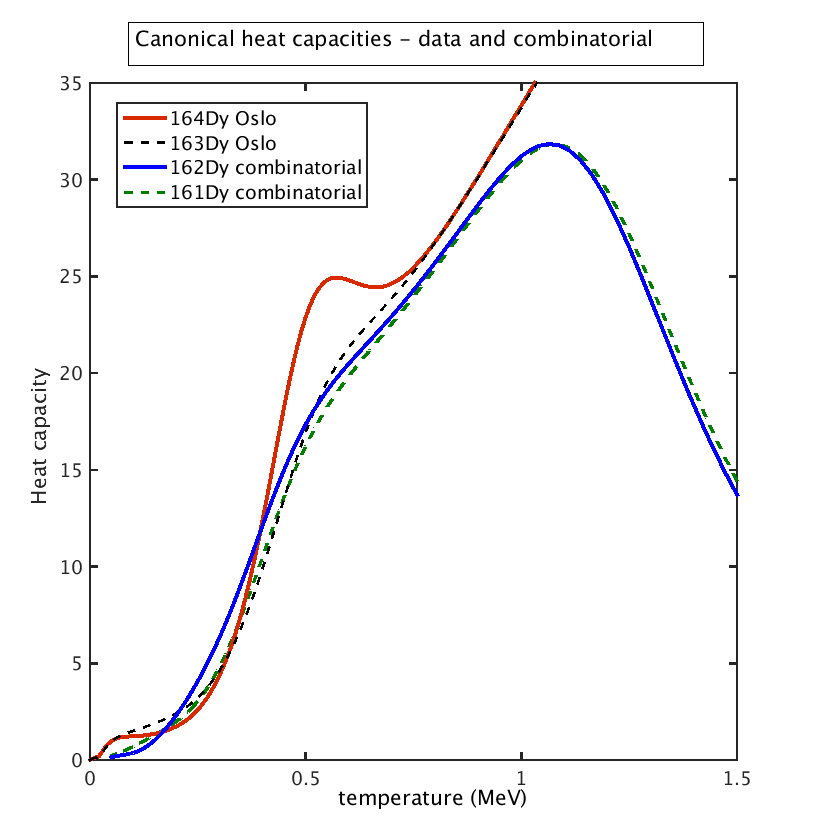 Canonical heat capacities – data and combinatorial
35
164Dy Oslo
163Dy Oslo
162Dy combinatorial
161Dy combinatorial
30
25
20
15
10
5
0
Heat capacity
0
0.5
1
1.5
temperature (MeV)